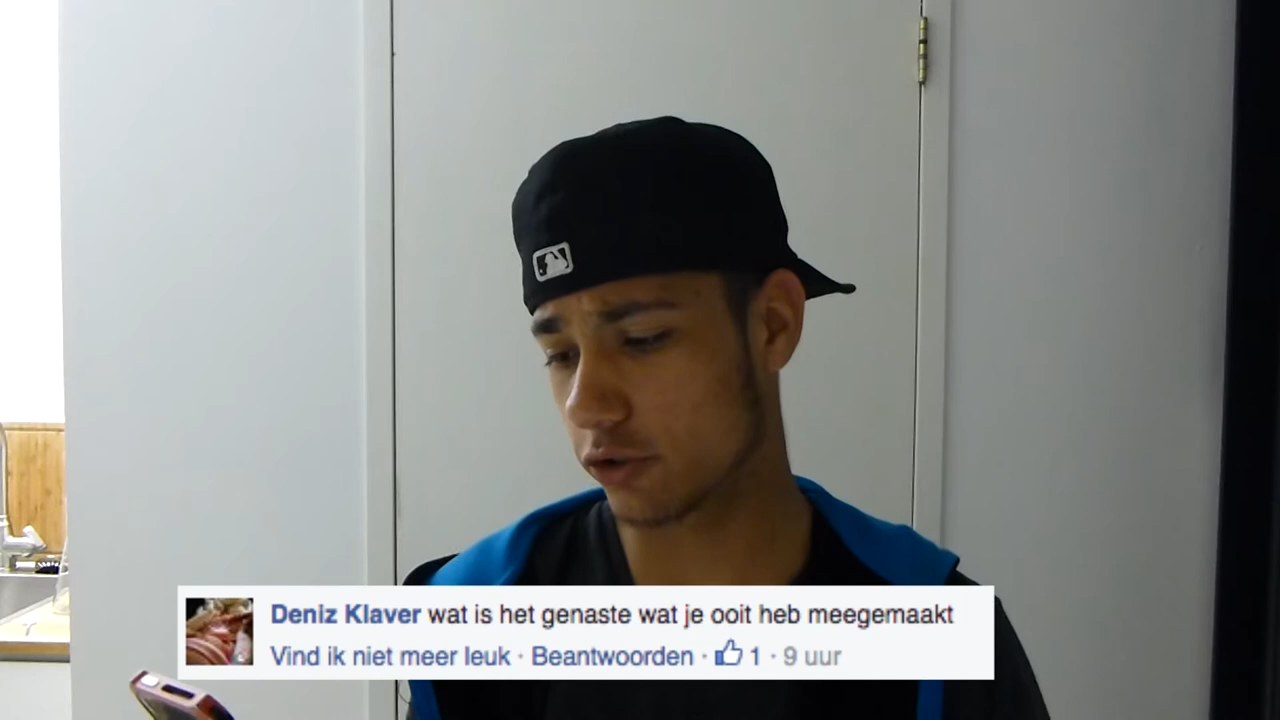 Deniz Klaver wat is het genaste wat je ooit heb meegemaakt
Vind ik niet meer leuk · Beantwoorden · 1 · 9 uur